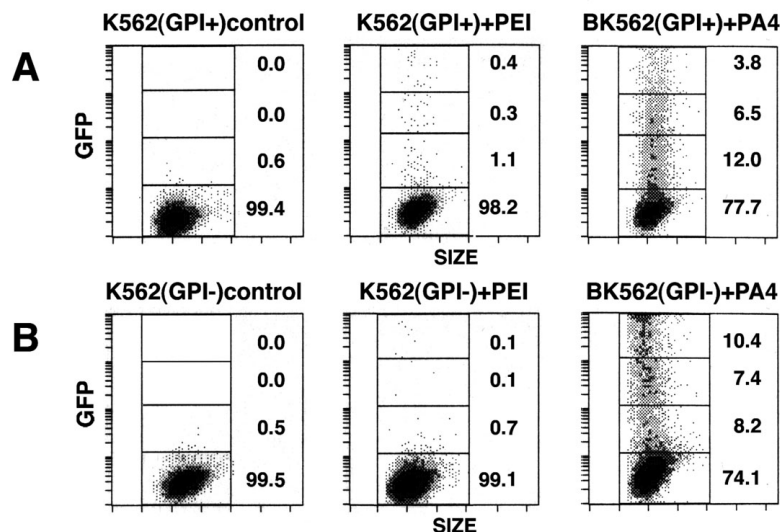 K562(GPI+)control K562(GPI+)+PEI BK562(GPI+)+PA4
A
GFP
0.0 0.4 3.8
0.0 0.3 6.5
0.6 1.1 12.0
99.4 98.2 77.7
SIZE
K562(GPI-)control K562(GPI-)+PEI BK562(GPI-)+PA4
B
GFP
0.0 0.1 10.4
0.0 0.1 7.4
0.5 0.7 8.2
99.5 99.1 74.1
SIZE